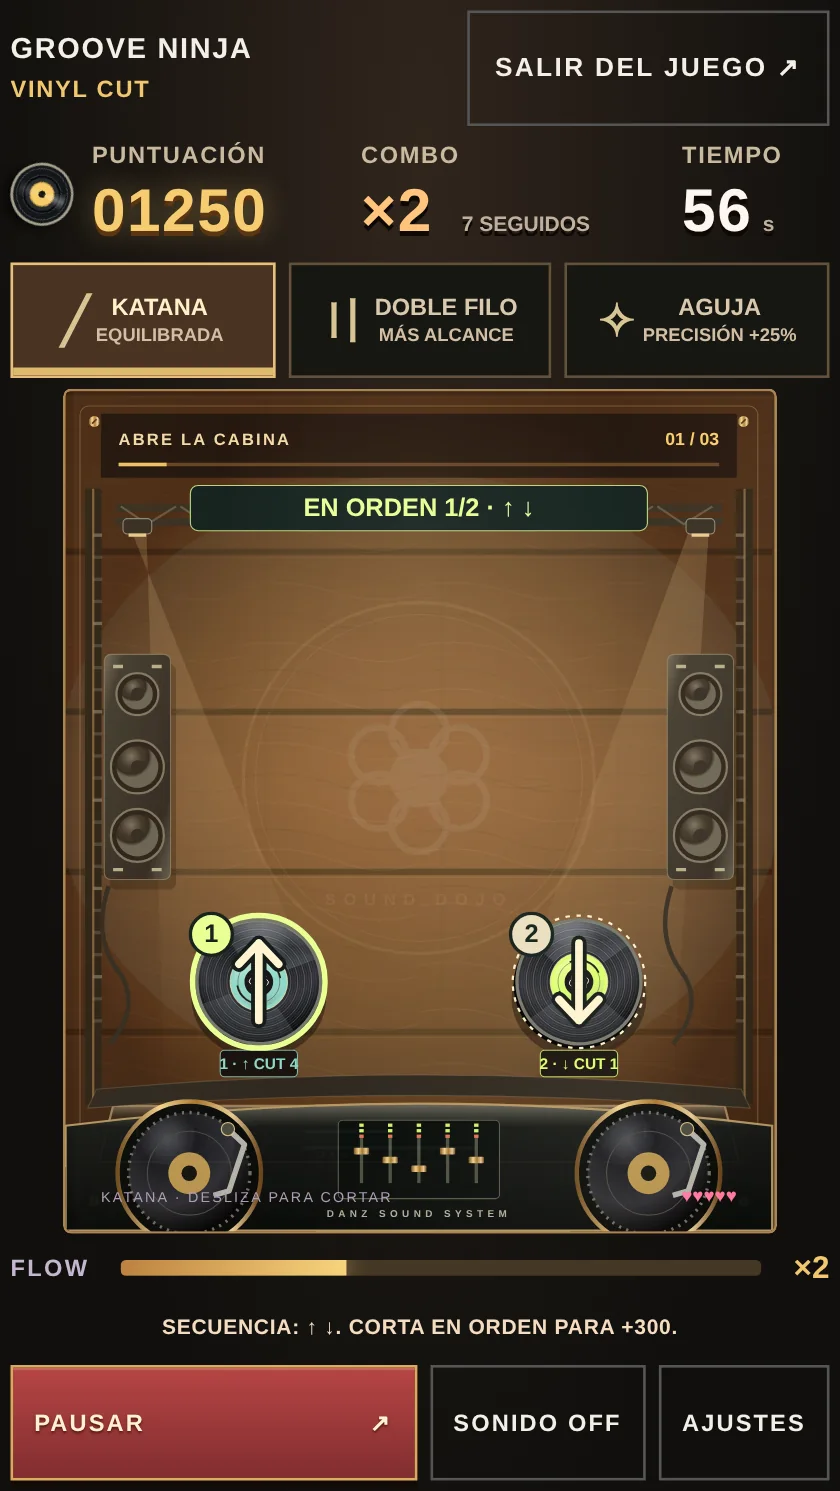 GROOVE NINJA
VINYL CUT
SALIR DEL JUEGO ↗
PUNTUACIÓN
01250
COMBO
×2 7 SEGUIDOS
TIEMPO
56 s
KATANA
EQUILIBRADA
DOBLE FILO
MÁS ALCANCE
AGUJA
PRECISIÓN +25%
ABRE LA CABINA 01 / 03
EN ORDEN 1/2 · ↑ ↓
SOUND DOJO
1
2
1 · ↑ CUT 4
2 · ↓ CUT 1
KATANA · DESLIZA PARA CORTAR ♥♥♥♥♥
DANZ SOUND SYSTEM
FLOW ×2
SECUENCIA: ↑ ↓. CORTA EN ORDEN PARA +300.
PAUSAR ↗
SONIDO OFF
AJUSTES